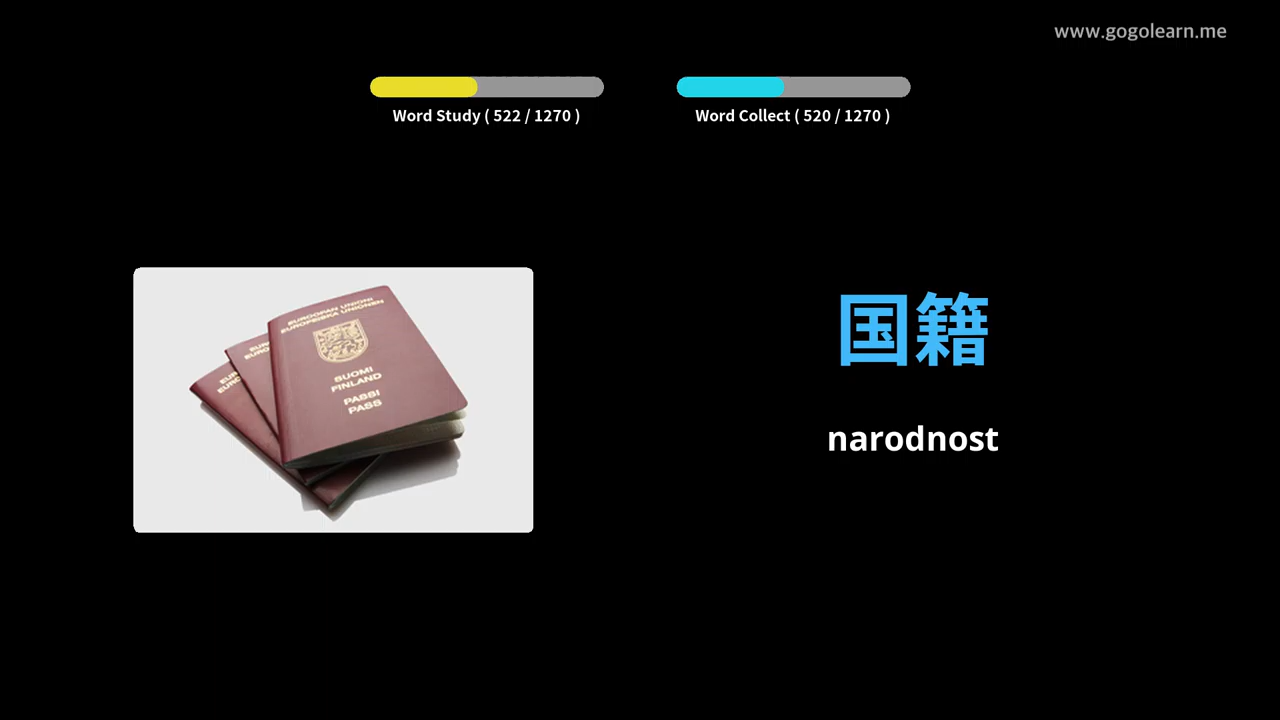 www.gogolearn.me
Word Study ( 522 / 1270 )
Word Collect ( 520 / 1270 )
EUROOPAN UNIONI
EUROPEISKA UNIONEN
SUOMI
FINLAND
PASSI
PASS
国籍
narodnost